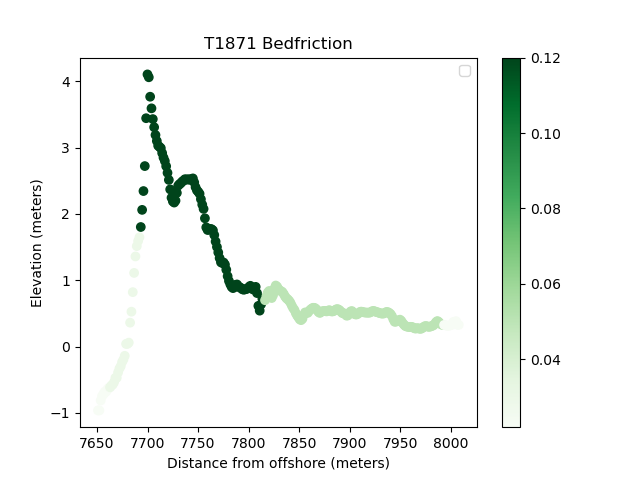 T1871 Bedfriction
4
3
2
1
0
−1
Elevation (meters)
7650 7700 7750 7800 7850 7900 7950 8000
Distance from offshore (meters)
0.12
0.10
0.08
0.06
0.04